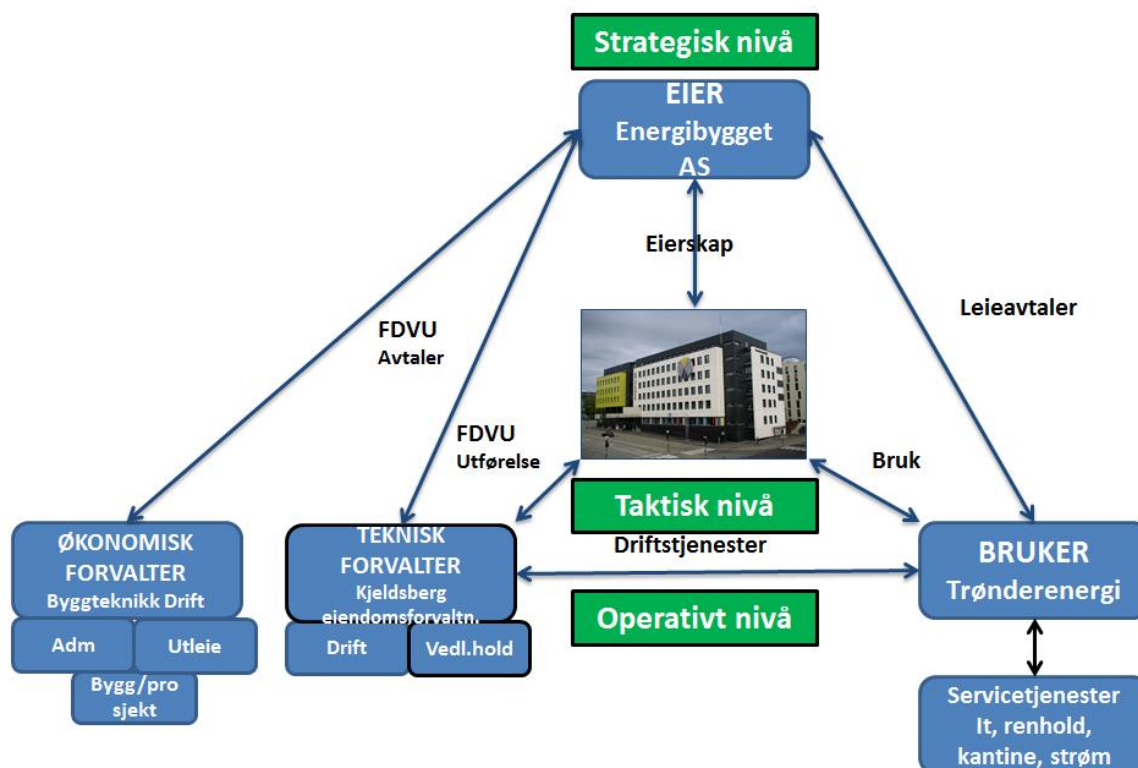 Strategisk nivå
EIER
Energibygget
AS
Eierskap
FDVU
Avtaler
Leieavtaler
FDVU
Utførelse
Bruk
Taktisk nivå
Driftstjenester
ØKONOMISK
FORVALTER
Byggteknikk Drift
Adm
Utleie
Bygg/pro
sjekt
TEKNISK
FORVALTER
Kjeldsberg
eiendomsforvaltn.
Drift
Vedl.hold
Operativt nivå
BRUKER
Trønderenergi
Servicetjenester
It, renhold,
kantine, strøm